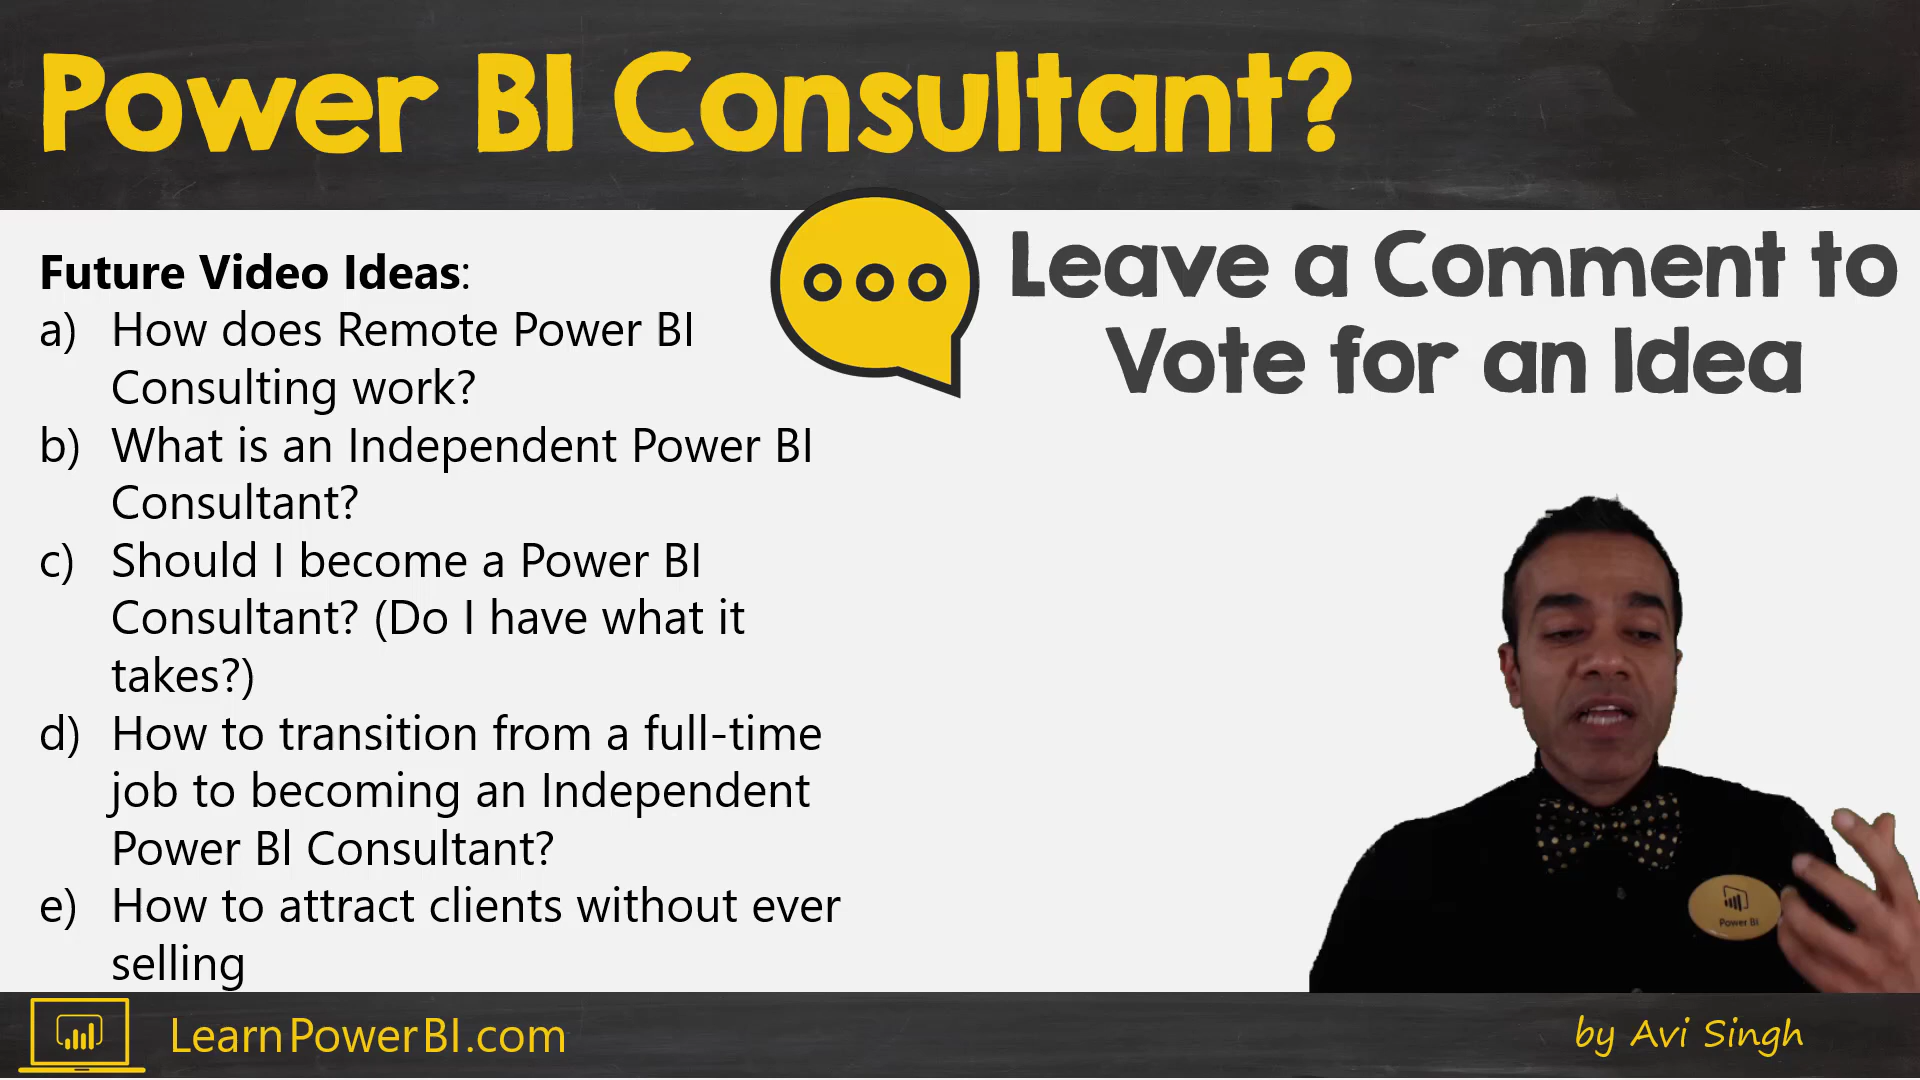 Power BI Consultant?
Leave a Comment to
Vote for an Idea
Future Video Ideas:
a) How does Remote Power BI
Consulting work?
b) What is an Independent Power BI
Consultant?
c) Should I become a Power BI
Consultant? (Do I have what it
takes?)
d) How to transition from a full-time
job to becoming an Independent
Power BI Consultant?
e) How to attract clients without ever
selling
Power BI
LearnPowerBI.com
by Avi Singh